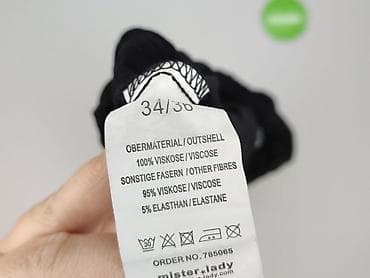 34/36
OBERMATERIAL / OUTSHELL
100% VISKOSE / VISCOSE
SONSTIGE FASERN / OTHER FIBRES
95% VISKOSE / VISCOSE
5% ELASTHAN / ELASTANE
ORDER NO. 785065
mister*lady